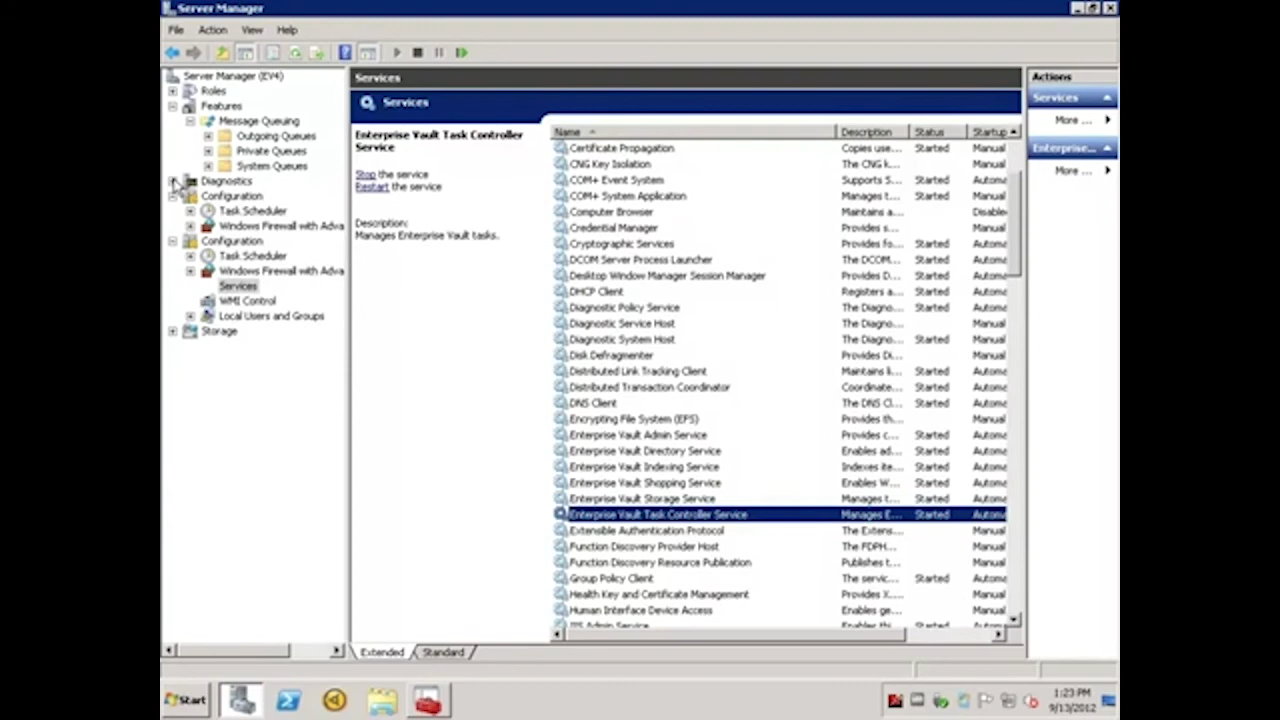 Server Manager
File Action View Help
Server Manager (EV4)
Roles
Features
Message Queuing
Outgoing Queues
Private Queues
System Queues
Diagnostics
Configuration
Task Scheduler
Windows Firewall with Adva
Configuration
Task Scheduler
Windows Firewall with Adva
Services
WMI Control
Local Users and Groups
Storage
Services
Services
Enterprise Vault Task Controller
Service
Stop the service
Restart the service
Description:
Manages Enterprise Vault tasks.
Name Description Status Startup
Certificate Propagation Copies use... Started Manual
CNG Key Isolation The CNG k... Manual
COM+ Event System Supports S... Started Automa
COM+ System Application Manages t... Started Manual
Computer Browser Maintains a... Disable
Credential Manager Provides s... Manual
Cryptographic Services Provides fo... Started Automa
DCOM Server Process Launcher The DCOM... Started Automa
Desktop Window Manager Session Manager Provides D... Started Automa
DHCP Client Registers a... Started Automa
Diagnostic Policy Service The Diagno... Started Automa
Diagnostic Service Host The Diagno... Manual
Diagnostic System Host The Diagno... Started Manual
Disk Defragmenter Provides Di... Manual
Distributed Link Tracking Client Maintains li... Started Automa
Distributed Transaction Coordinator Coordinate... Started Automa
DNS Client The DNS Cl... Started Automa
Encrypting File System (EFS) Provides th... Manual
Enterprise Vault Admin Service Provides c... Started Automa
Enterprise Vault Directory Service Enables ad... Started Automa
Enterprise Vault Indexing Service Indexes ite... Started Automa
Enterprise Vault Shopping Service Enables W... Started Automa
Enterprise Vault Storage Service Manages t... Started Automa
Enterprise Vault Task Controller Service Manages E... Started Automa
Extensible Authentication Protocol The Extens... Manual
Function Discovery Provider Host The FDPH... Manual
Function Discovery Resource Publication Publishes t... Manual
Group Policy Client The servic... Started Automa
Health Key and Certificate Management Provides X.... Manual
Human Interface Device Access Enables ge... Manual
IIS Admin Service Enables thi... Started Automa
Extended Standard
Actions
Services
More ...
Enterprise...
More ...
Start
1:23 PM
9/13/2012